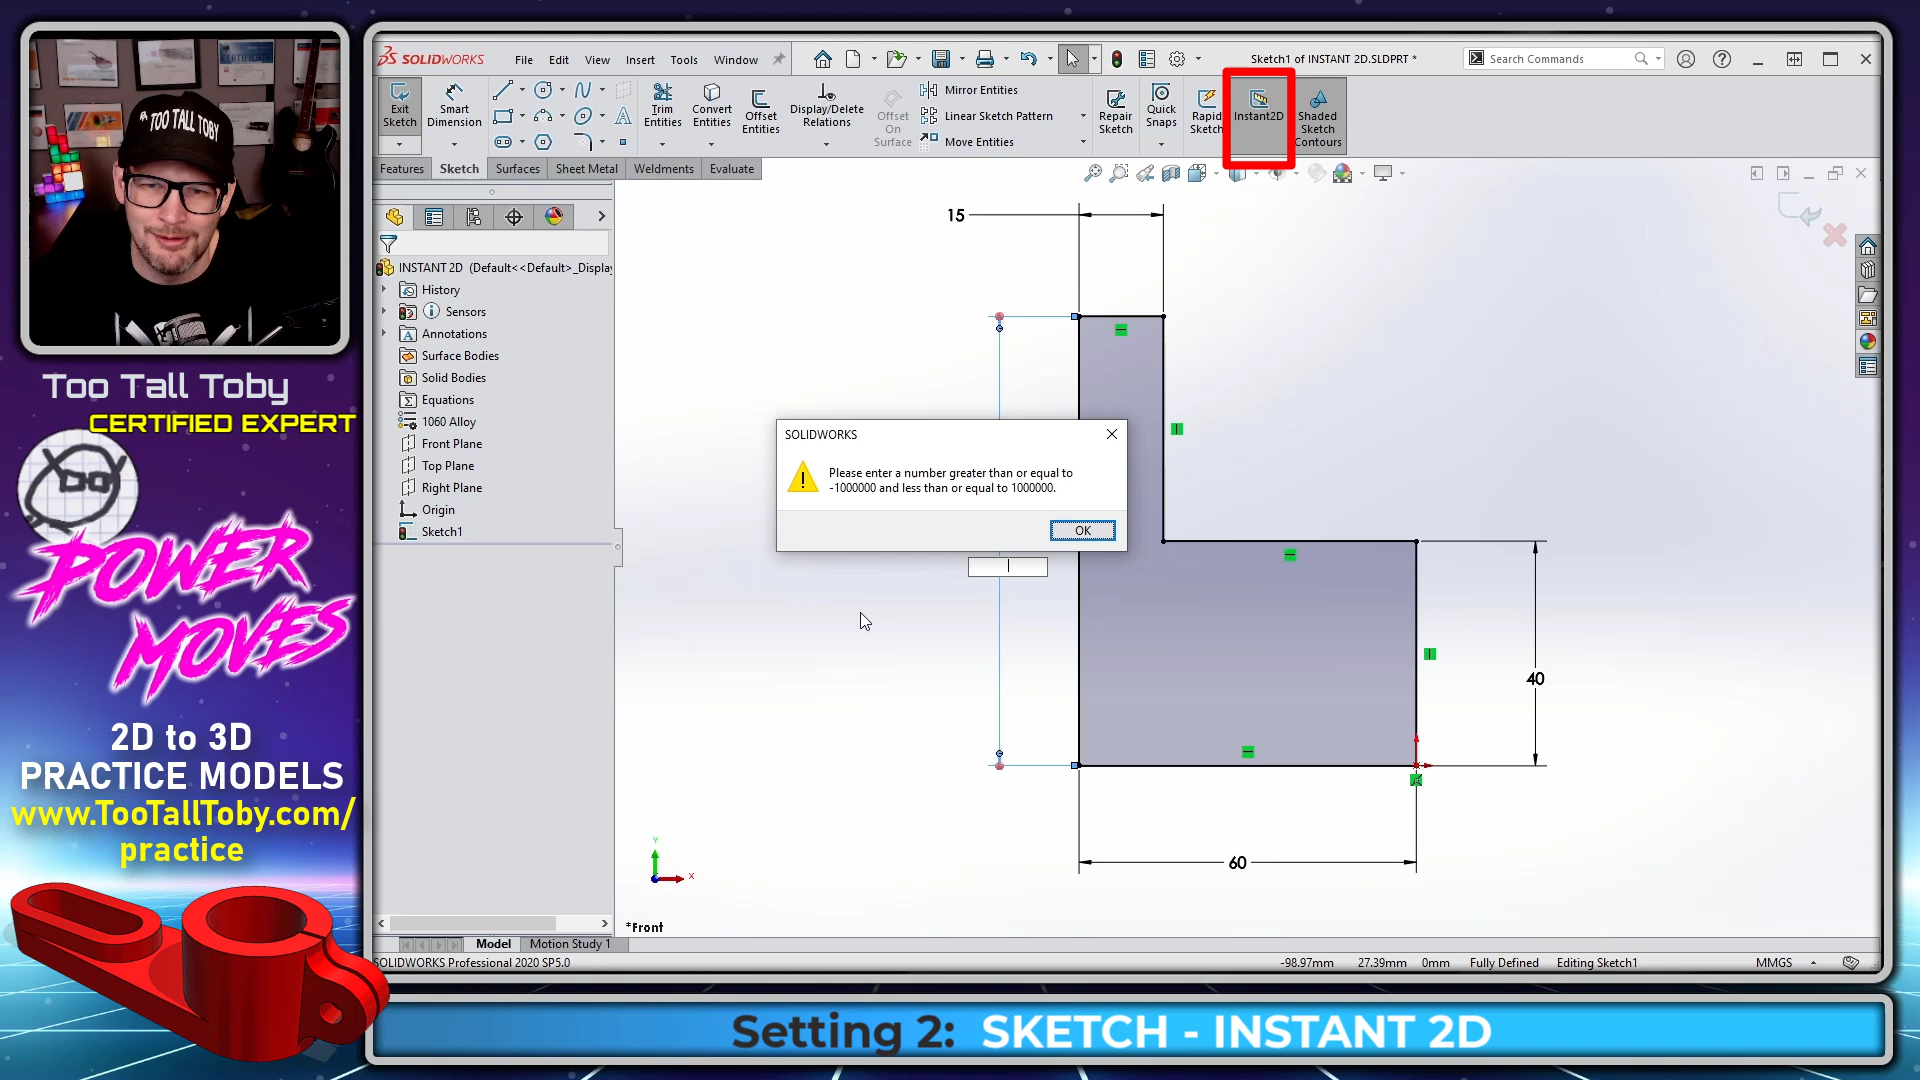 SOLIDWORKS
File
Edit
View
Insert
Tools
Window
Sketch1 of INSTANT 2D.SLDPRT *
Search Commands
Exit
Sketch
Smart
Dimension
Trim
Entities
Convert
Entities
Offset
Entities
Display/Delete
Relations
Offset
On
Surface
Mirror Entities
Linear Sketch Pattern
Move Entities
Repair
Sketch
Quick
Snaps
Rapid
Sketch
Instant2D
Shaded
Sketch
Contours
Features
Sketch
Surfaces
Sheet Metal
Weldments
Evaluate
TOO TALL TOBY
CERTIFICATE
INSTANT 2D (Default<<Default>_Display
History
Sensors
Annotations
Surface Bodies
Solid Bodies
Equations
1060 Alloy
Front Plane
Top Plane
Right Plane
Origin
Sketch1
15
40
60
SOLIDWORKS
Please enter a number greater than or equal to
-1000000 and less than or equal to 1000000.
OK
Y
X
*Front
Model
Motion Study 1
SOLIDWORKS Professional 2020 SP5.0
-98.97mm
27.39mm
0mm
Fully Defined
Editing Sketch1
MMGS
Too Tall Toby
CERTIFIED EXPERT
POWER
MOVES
2D to 3D
PRACTICE MODELS
www.TooTallToby.com/
practice
Setting 2: SKETCH - INSTANT 2D